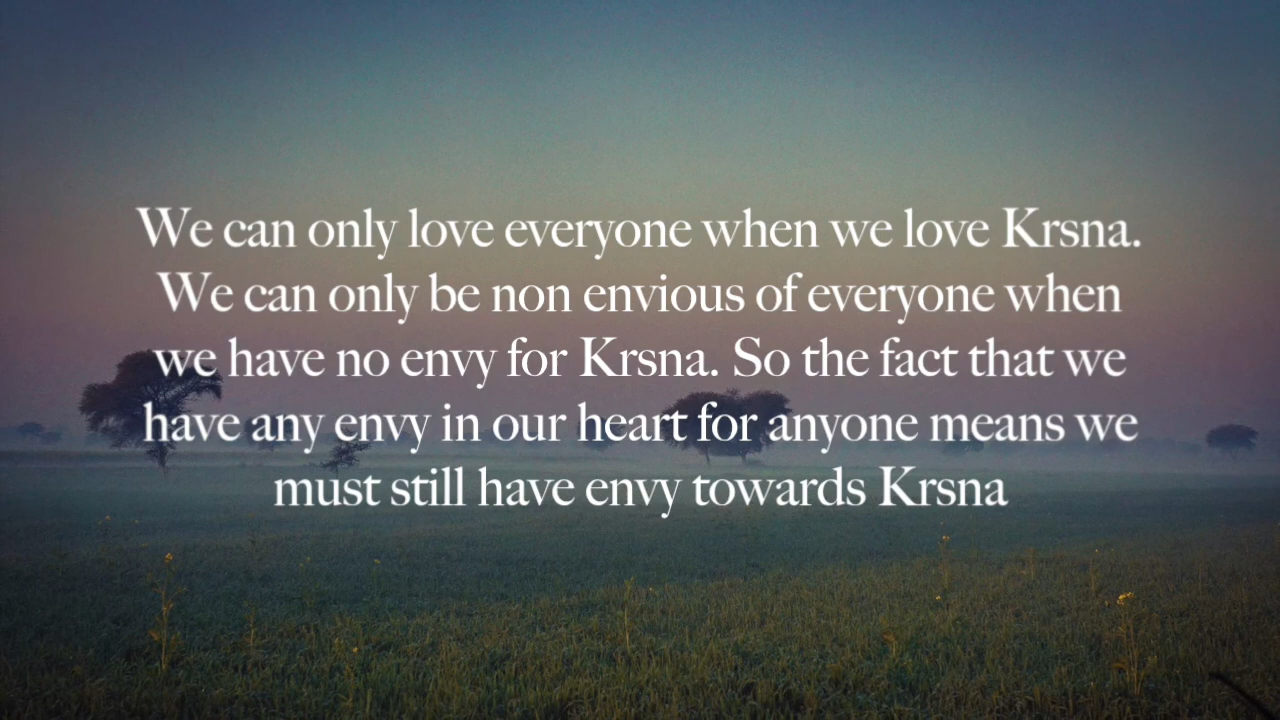 We can only love everyone when we love Krsna.
We can only be non envious of everyone when
we have no envy for Krsna. So the fact that we
have any envy in our heart for anyone means we
must still have envy towards Krsna